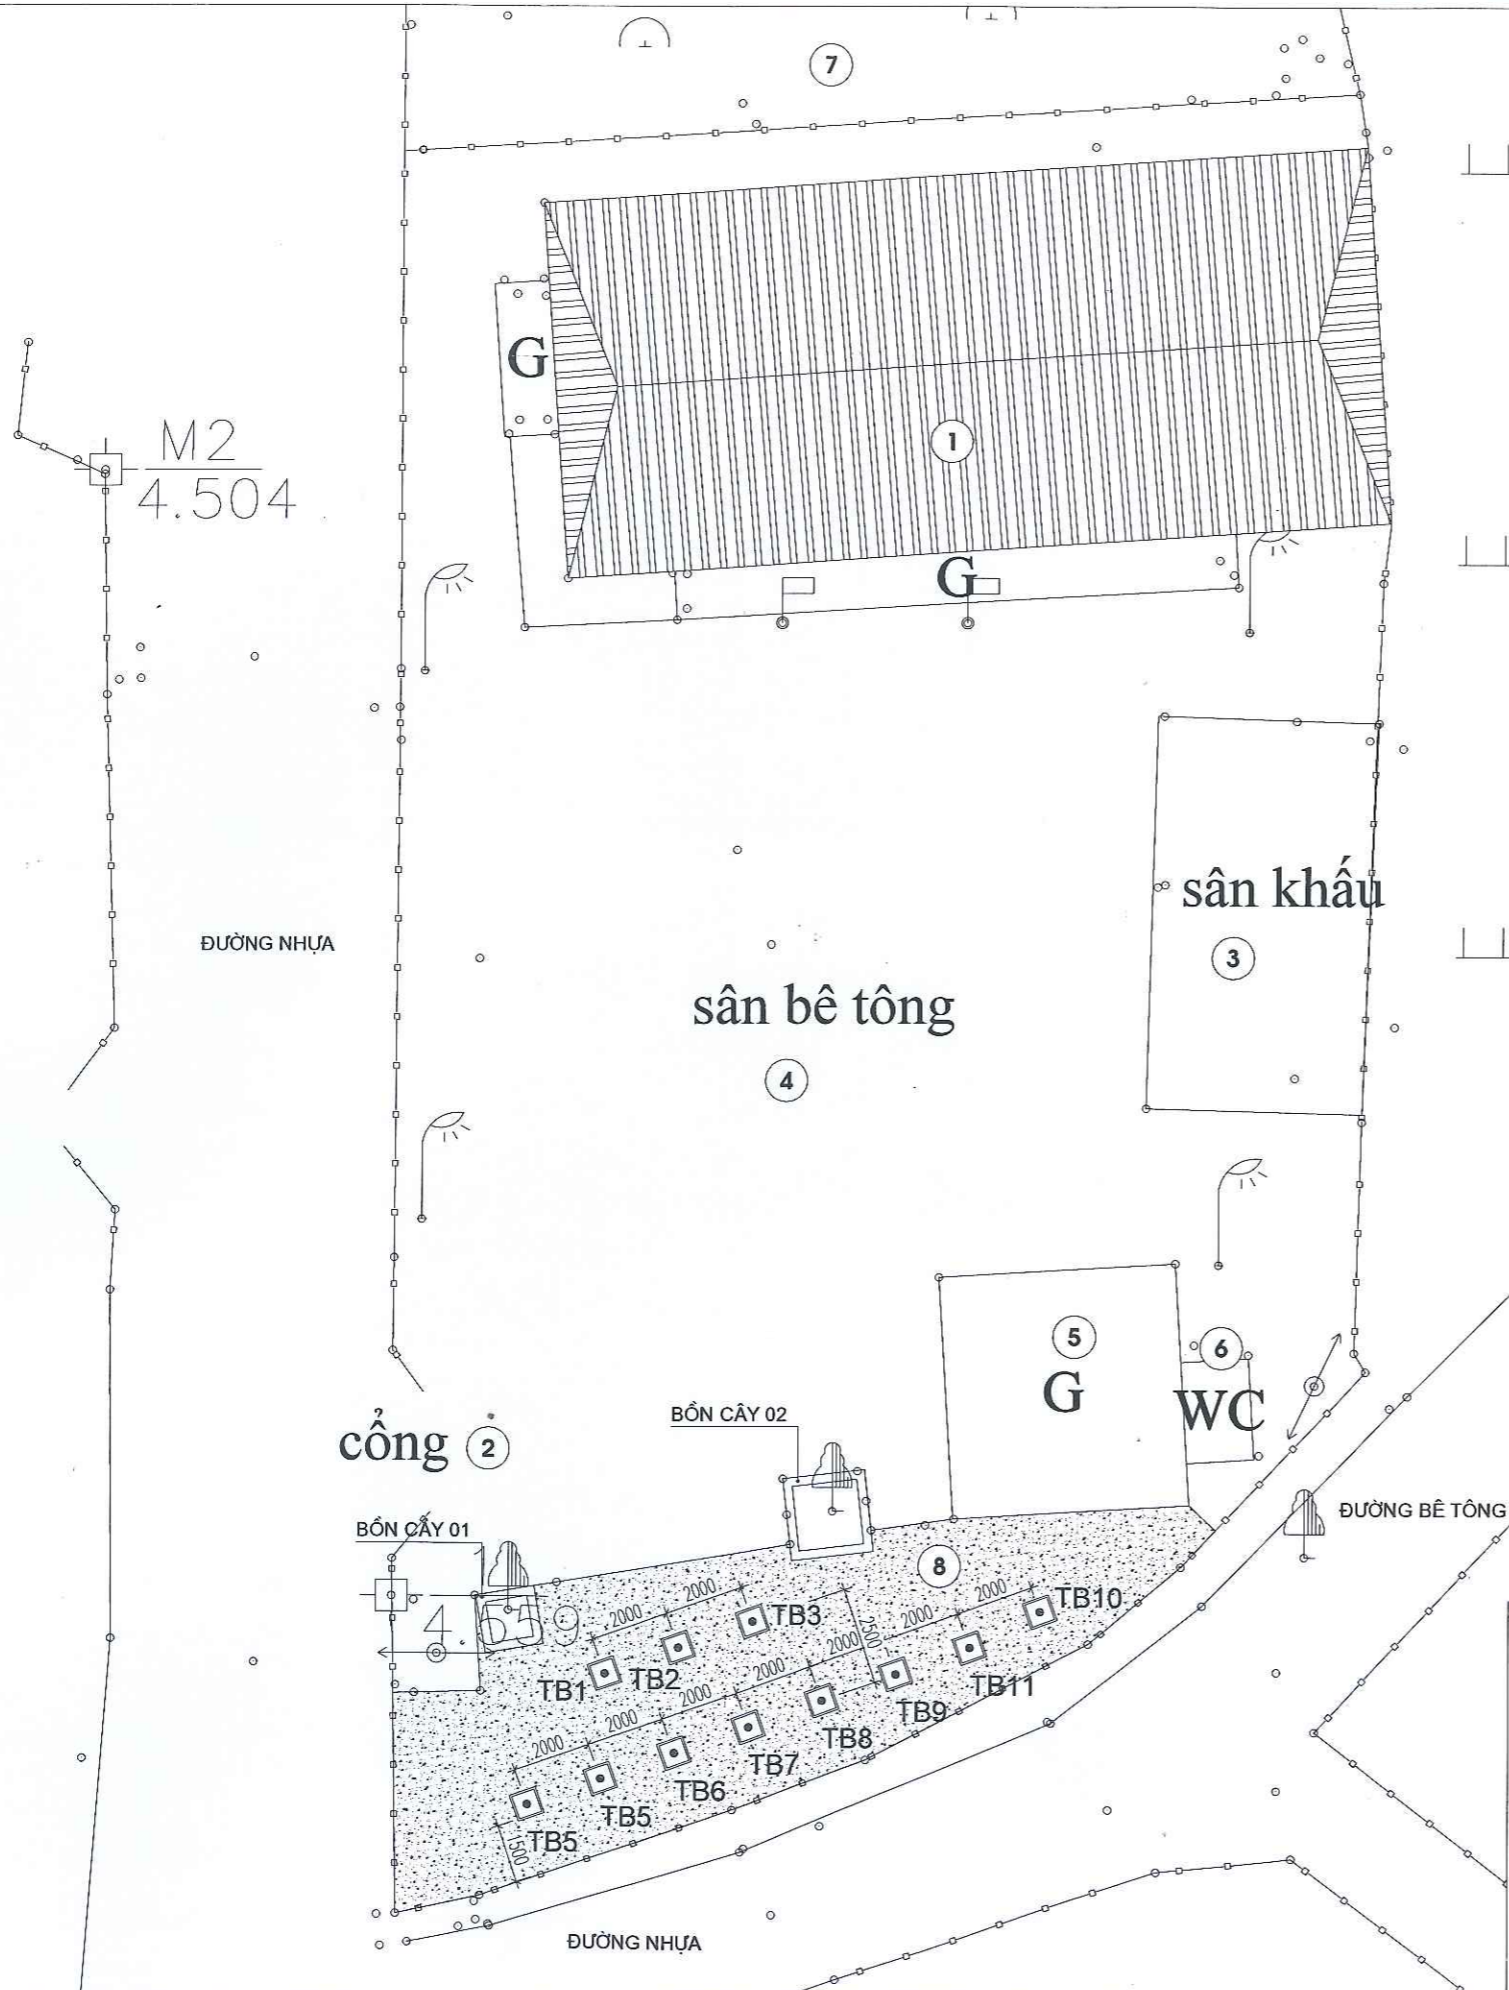 7
G
M2
4.504
1
G
sân khấu
3
ĐƯỜNG NHỰA
sân bê tông
4
5
6
G
WC
BỒN CÂY 02
cổng 2
ĐƯỜNG BÊ TÔNG
BỒN CÂY 01
8
2000
2000
2000
2000
TB10
4.659
TB3
2500
2000
TB1
TB2
2000
TB11
2000
TB9
2000
TB8
2000
TB7
TB6
TB5
TB5
1500
ĐƯỜNG NHỰA